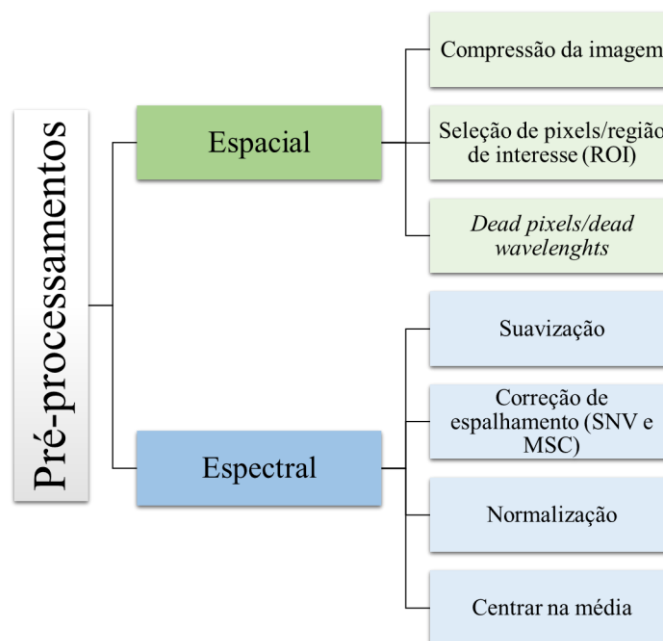 Pré-processamentos
Espacial
Compressão da imagem
Seleção de pixels/região
de interesse (ROI)
Dead pixels/dead
wavelenghts
Espectral
Suavização
Correção de
espalhamento (SNV e
MSC)
Normalização
Centrar na média